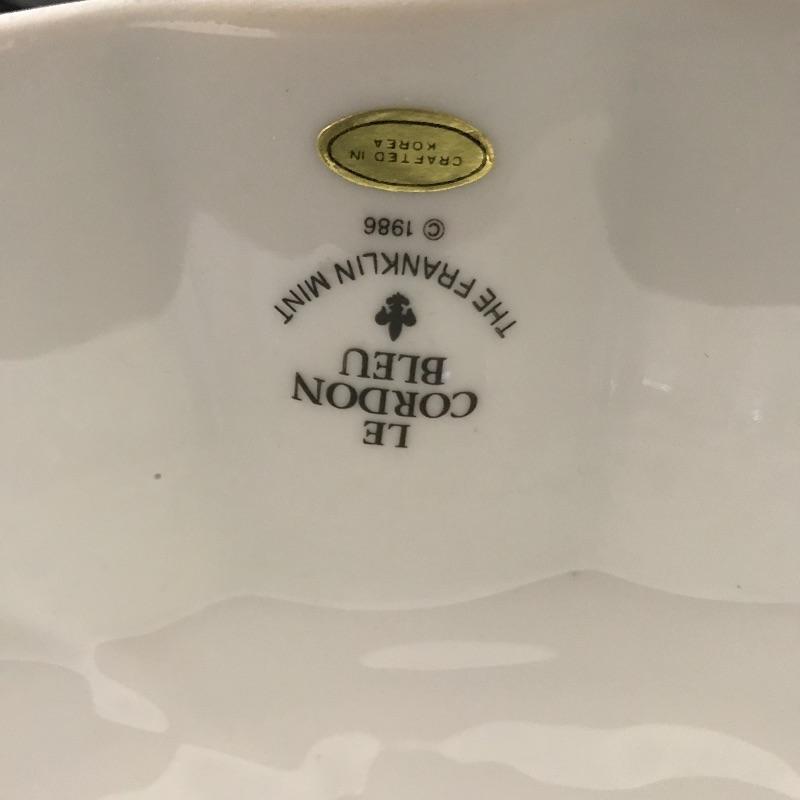 LE
CORDON
BLEU
THE FRANKLIN MINT
© 1986
CRAFTED IN
KOREA